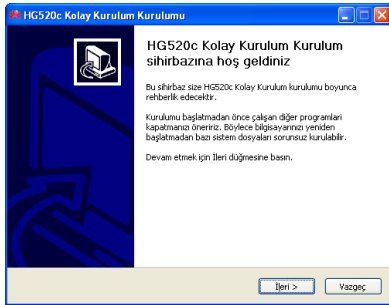 HG520c Kolay Kurulum Kurulumu
HG520c Kolay Kurulum Kurulum
sihirbazına hoş geldiniz
Bu sihirbaz size HG520c Kolay Kurulum kurulumu boyunca
rehberlik edecektir.
Kurulumu başlatmadan önce çalışan diğer programları
kapatmanızı öneririz. Böylece bilgisayarınızı yeniden
başlatmadan bazı sistem dosyaları sorunsuz kurulabilir.
Devam etmek için İleri düğmesine basın.
İleri >
Vazgeç